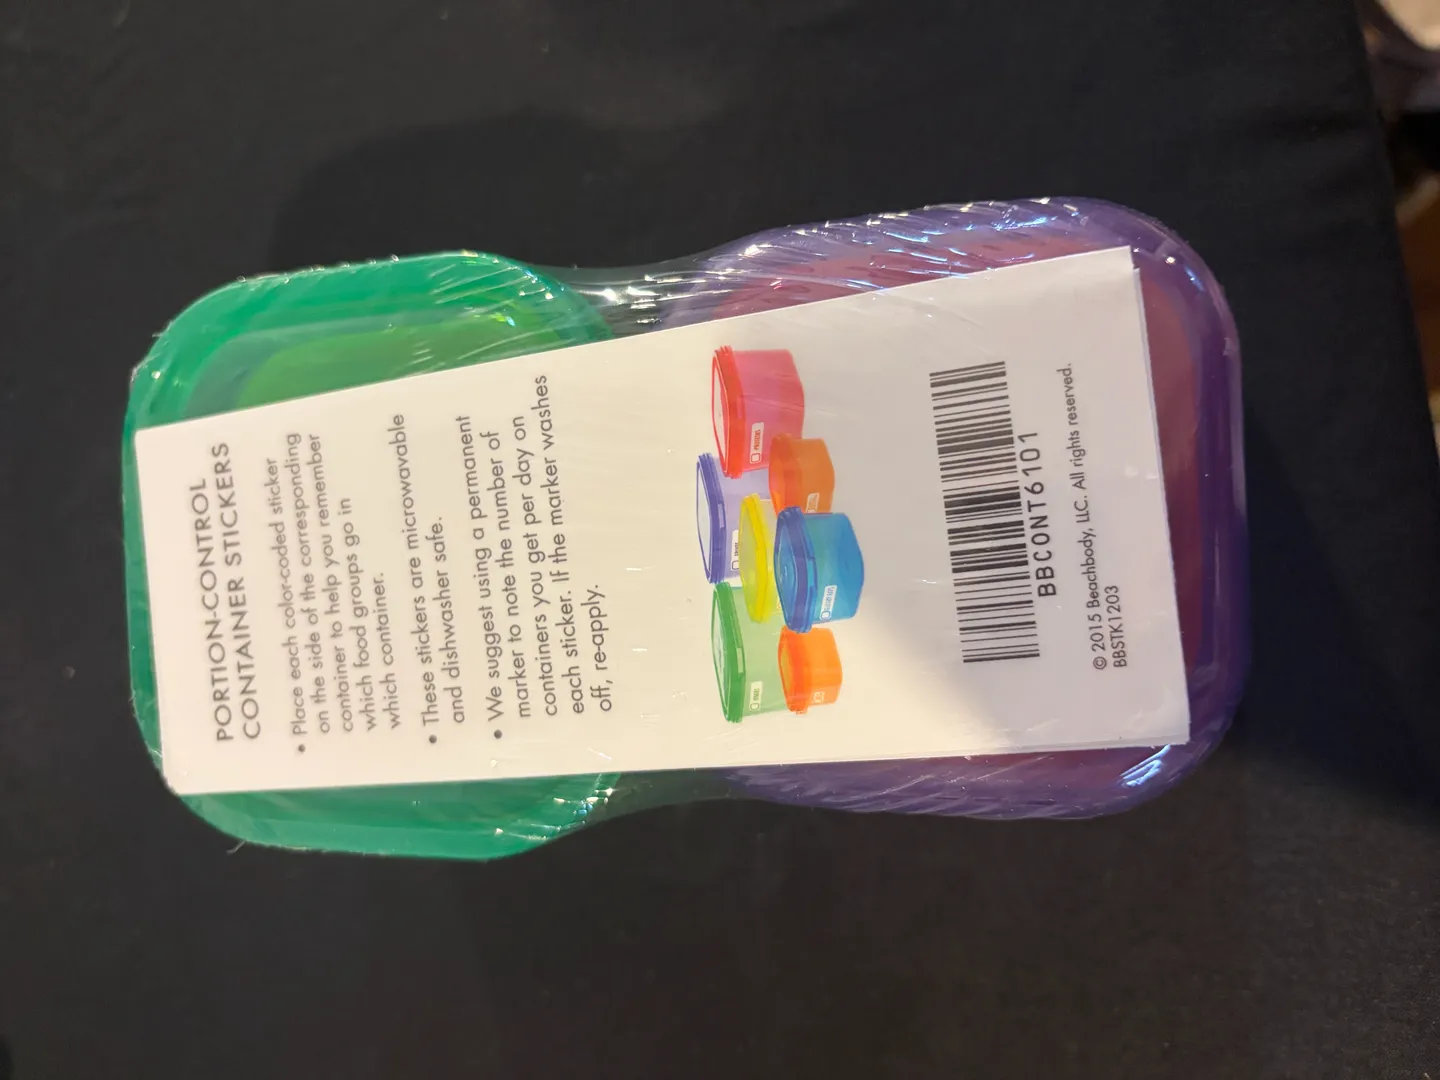 PORTION-CONTROL
CONTAINER STICKERS
• Place each color-coded sticker
on the side of the corresponding
container to help you remember
which food groups go in
which container.
• These stickers are microwavable
and dishwasher safe.
• We suggest using a permanent
marker to note the number of
containers you get per day on
each sticker. If the marker washes
off, re-apply.
BBCONT6101
© 2015 Beachbody, LLC. All rights reserved.
BBSTK1203